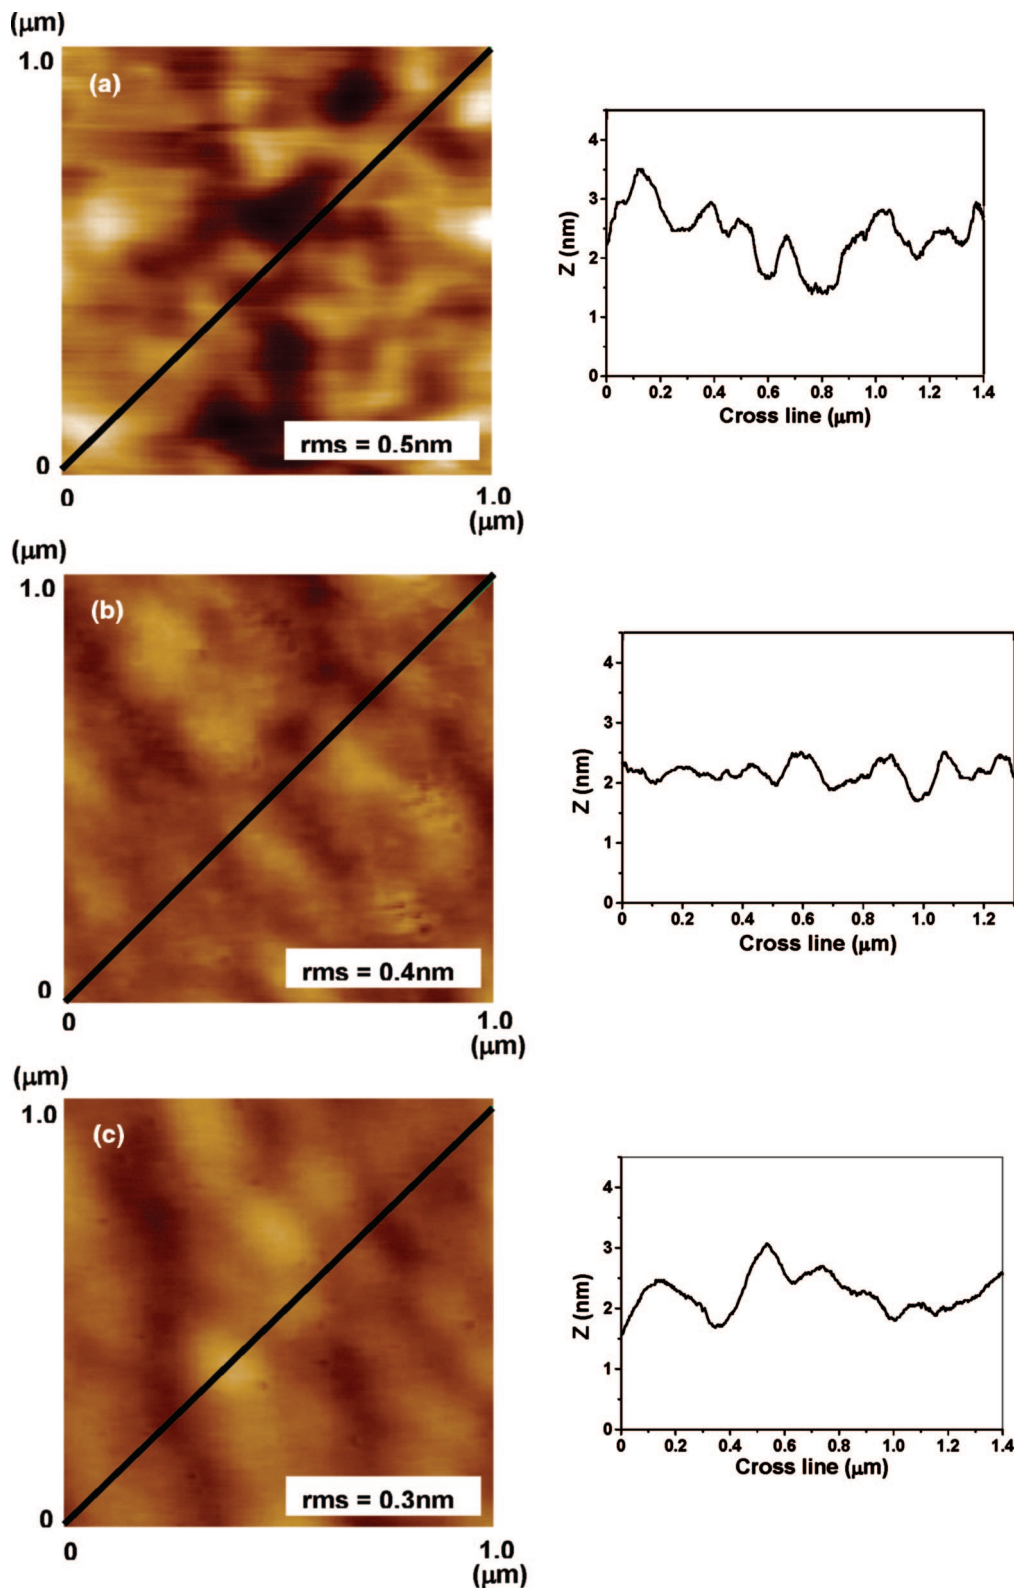 (μm)
1.0
(a)
rms = 0.5nm
0
0
1.0
(μm)
4
3
2
1
0
Z (nm)
0.0 0.2 0.4 0.6 0.8 1.0 1.2 1.4
Cross line (μm)
(μm)
1.0
(b)
rms = 0.4nm
0
0
1.0
(μm)
4
3
2
1
0
Z (nm)
0 0.2 0.4 0.6 0.8 1.0 1.2
Cross line (μm)
(μm)
1.0
(c)
rms = 0.3nm
0
0
1.0
(μm)
4
3
2
1
0
Z (nm)
0 0.2 0.4 0.6 0.8 1.0 1.2 1.4
Cross line (μm)